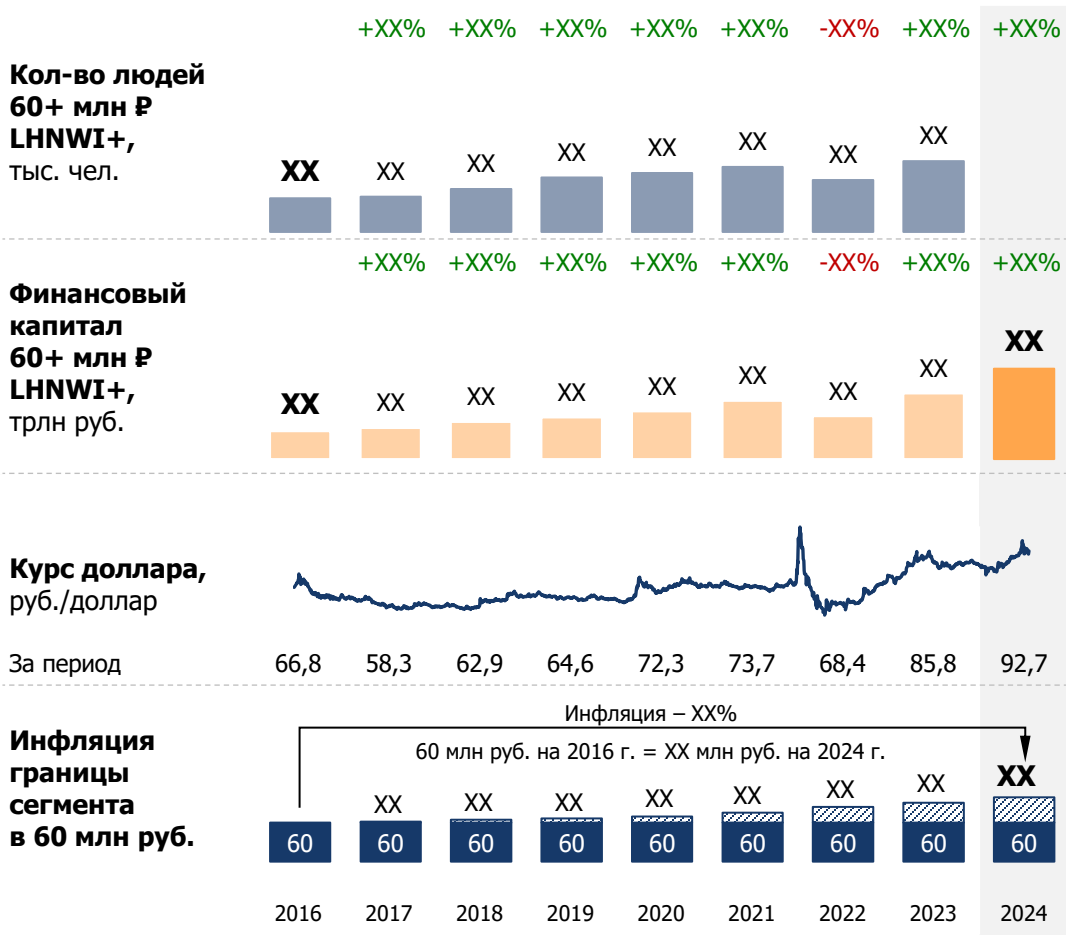 +XX% +XX% +XX% +XX% +XX% -XX% +XX% +XX%
Кол-во людей
60+ млн ₽
LHNWI+,
тыс. чел.
XX XX XX XX XX XX XX XX
+XX% +XX% +XX% +XX% +XX% -XX% +XX% +XX%
Финансовый
капитал
60+ млн ₽
LHNWI+,
трлн руб.
XX XX XX XX XX XX XX XX XX
Курс доллара,
руб./доллар
За период 66,8 58,3 62,9 64,6 72,3 73,7 68,4 85,8 92,7
Инфляция
границы
сегмента
в 60 млн руб.
Инфляция – XX%
60 млн руб. на 2016 г. = XX млн руб. на 2024 г.
XX XX XX XX XX XX XX XX
60 60 60 60 60 60 60 60 60
2016 2017 2018 2019 2020 2021 2022 2023 2024